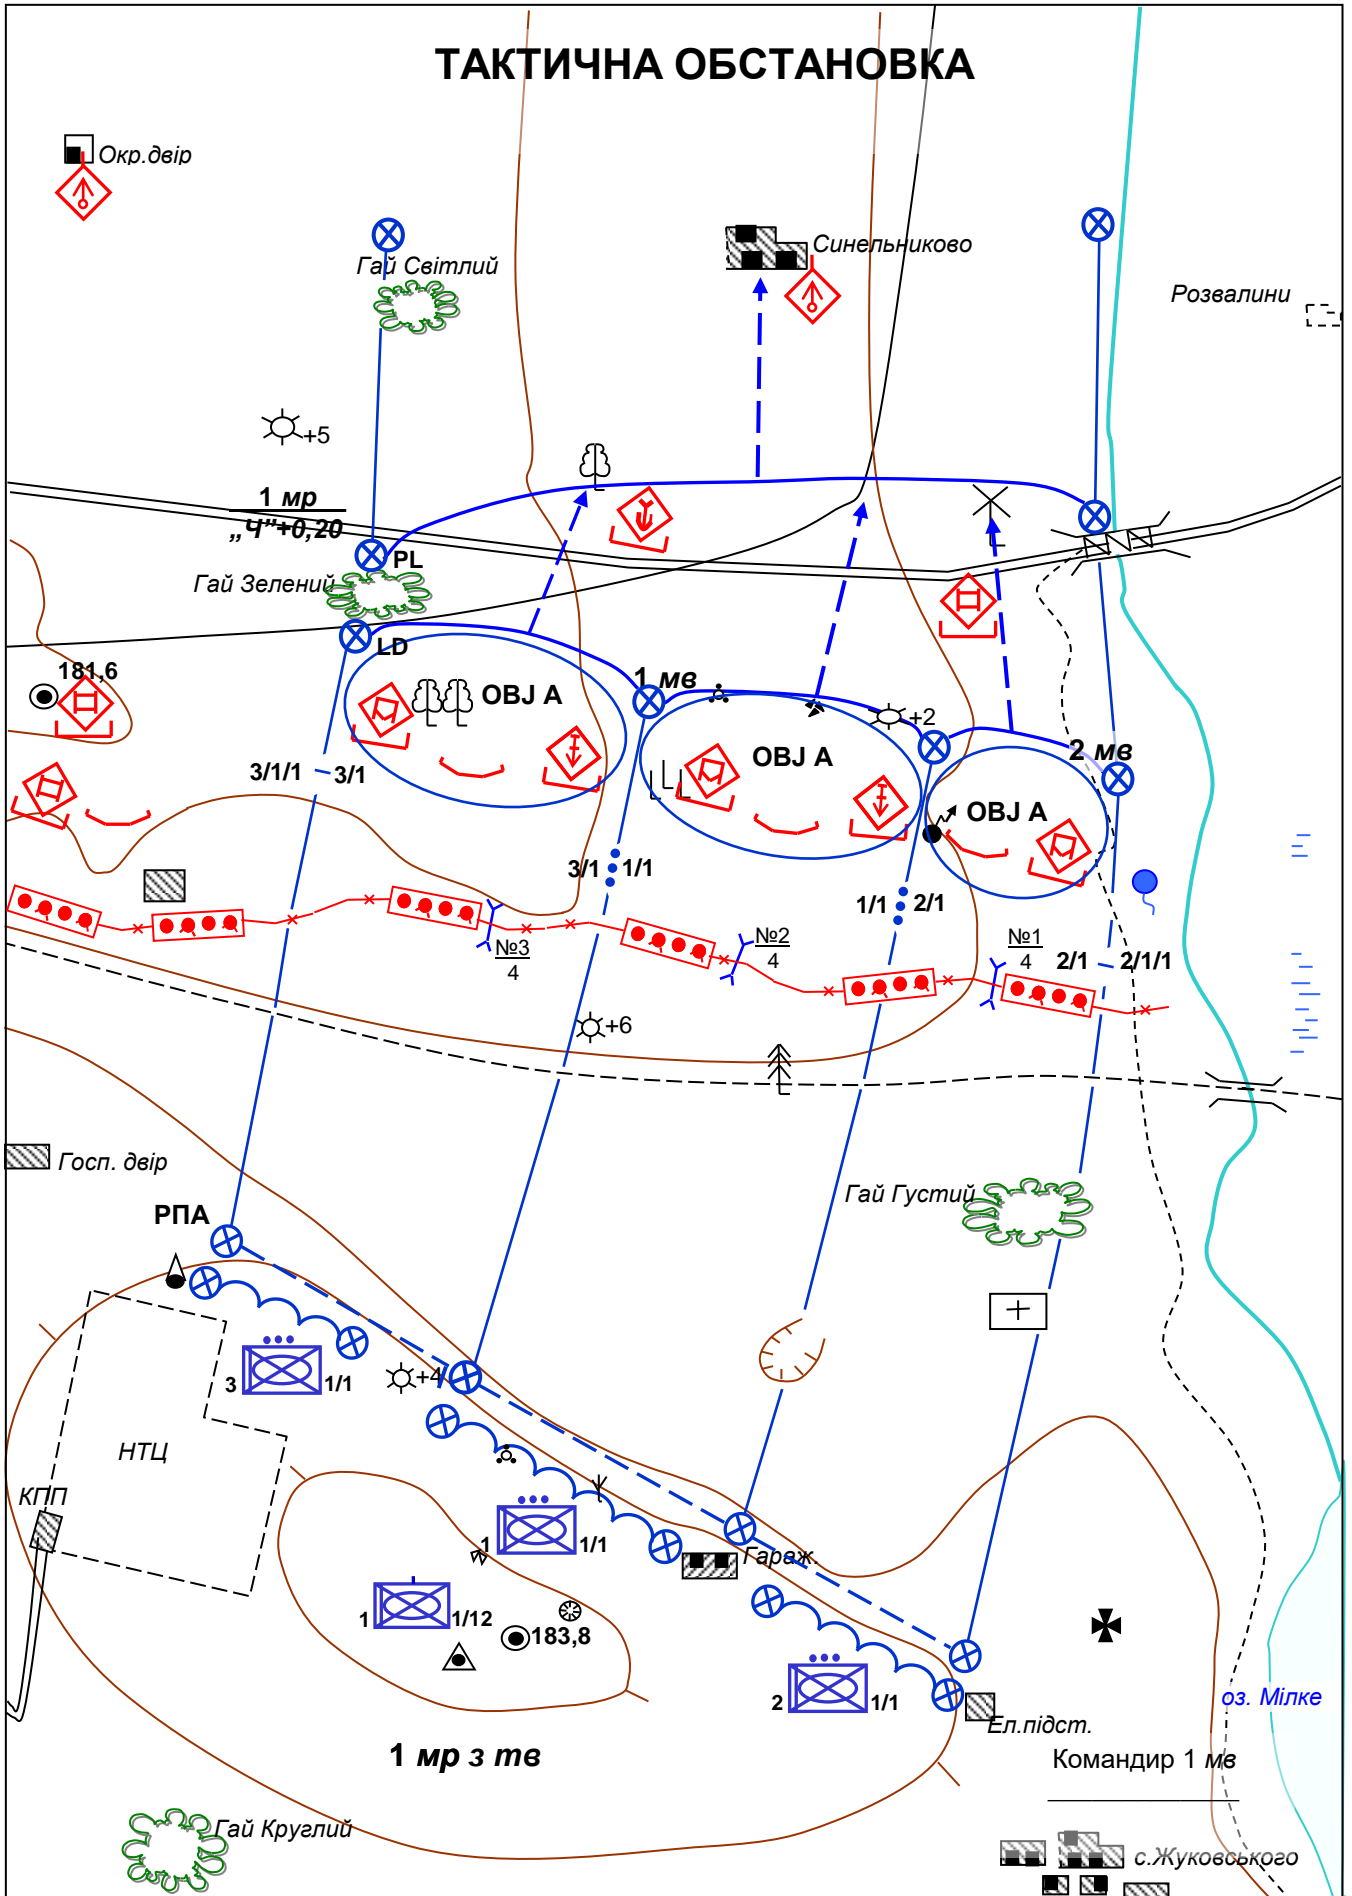 ТАКТИЧНА ОБСТАНОВКА
Окр.двір
Гай Світлий
Синельниково
Розвалини
+5
1 мр
„Ч”+0,20
PL
Гай Зелений
LD
181,6
1 мв
+2
ОBJ А
ОBJ А
2 мв
ОBJ А
3/1/1
3/1
3/1
1/1
1/1
2/1
№3
4
№2
4
№1
4
2/1
2/1/1
+6
Госп. двір
Гай Густий
РПА
3
1/1
+4
НТЦ
КПП
1
1/1
Гараж.
1
1/12
183,8
2
1/1
оз. Мілке
Ел.підст.
1 мр з тв
Командир 1 мв
Гай Круглий
с.Жуковського